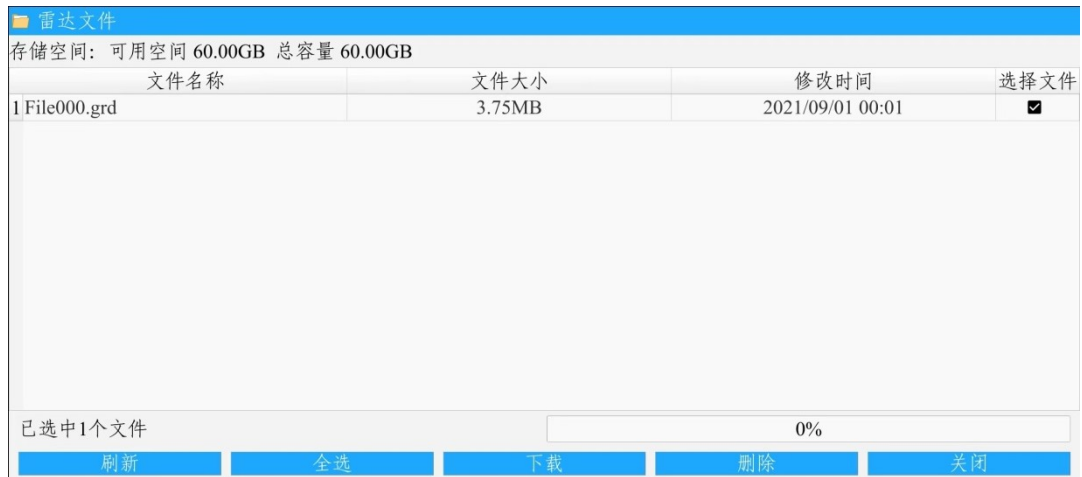 雷达文件
存储空间: 可用空间 60.00GB 总容量 60.00GB
文件名称 文件大小 修改时间 选择文件
1 File000.grd 3.75MB 2021/09/01 00:01
已选中1个文件 0%
刷新 全选 下载 删除 关闭